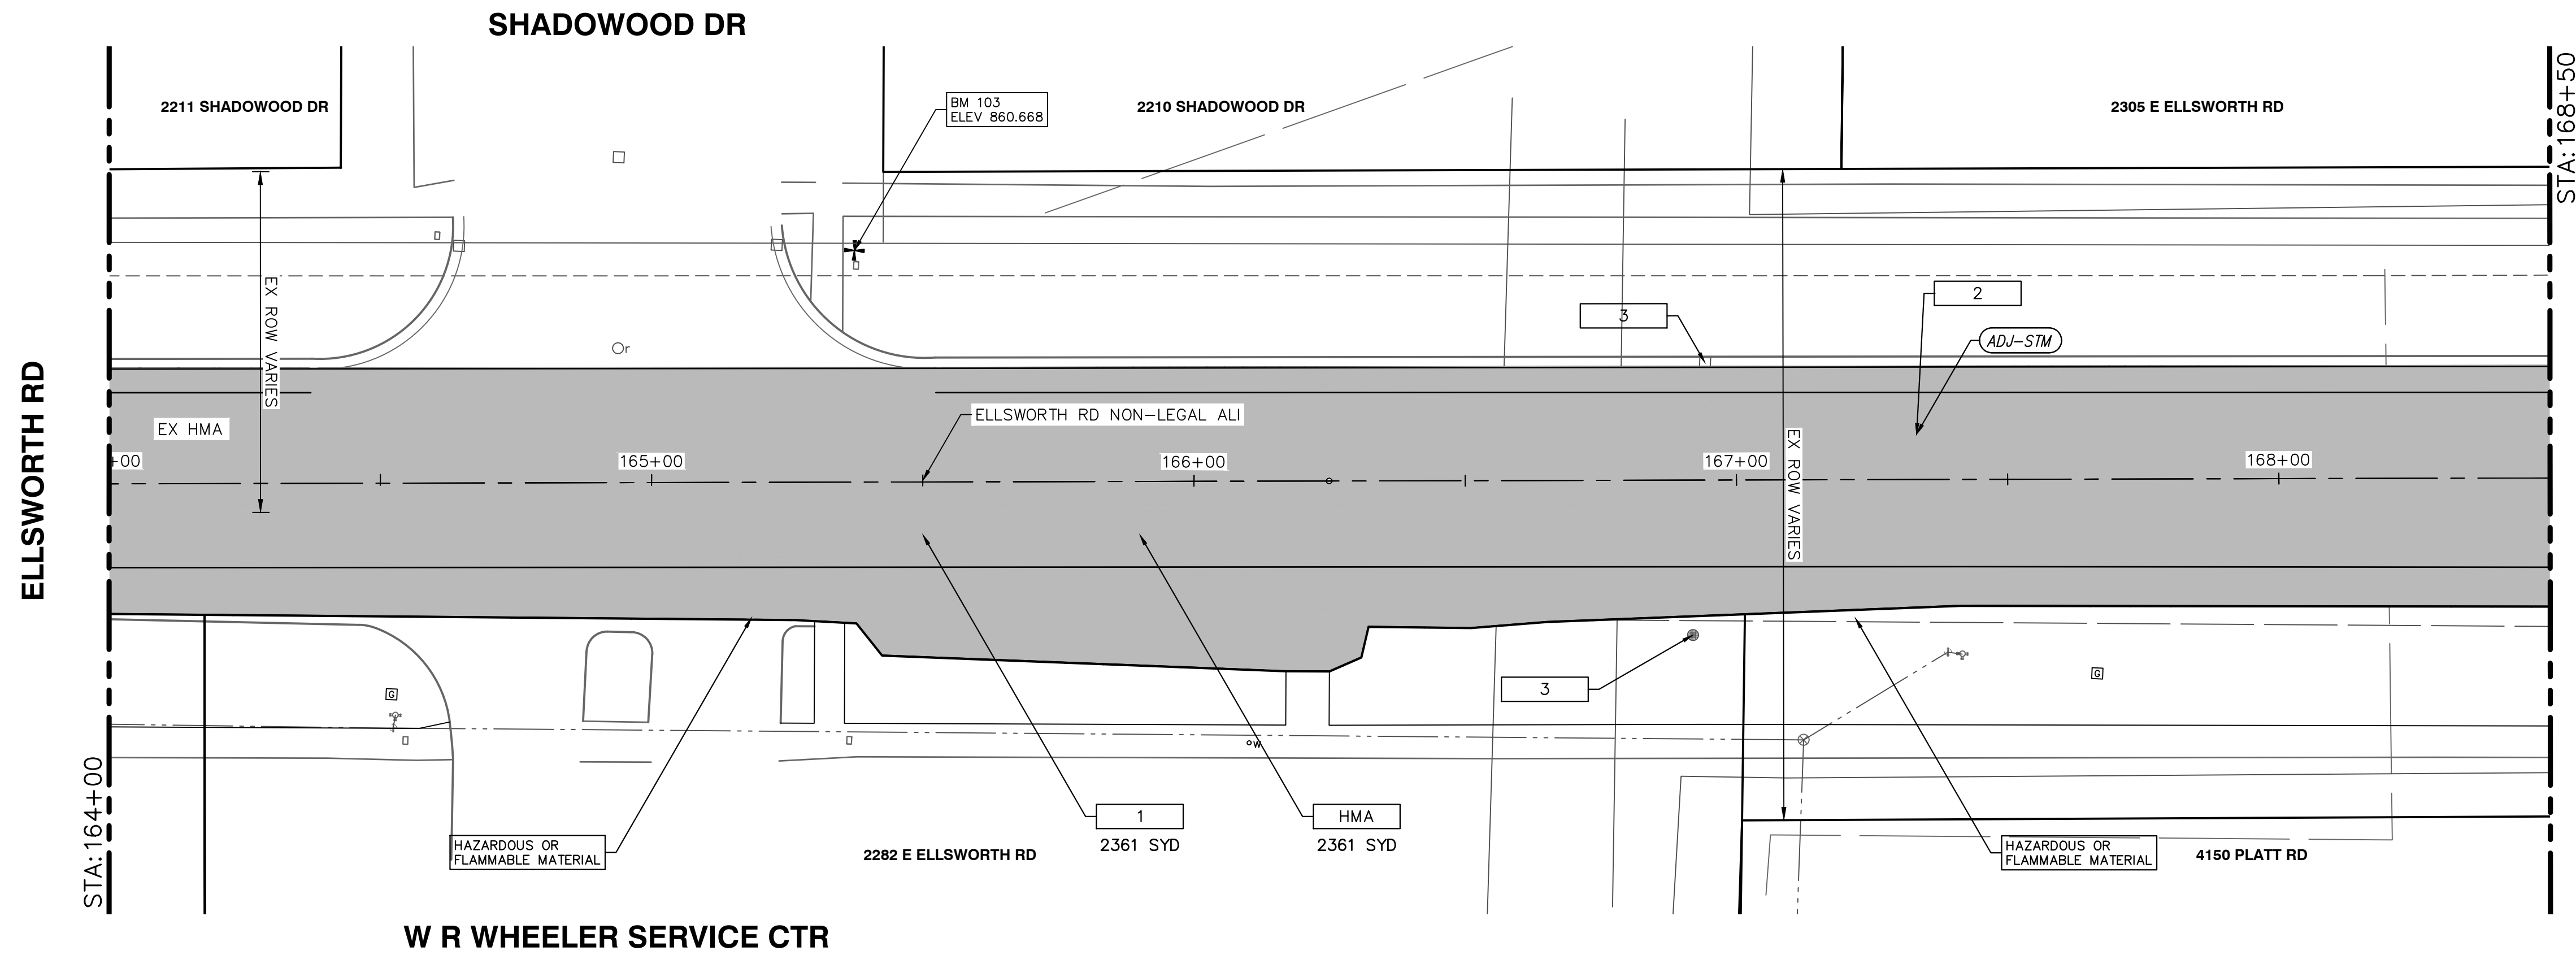 SHADOWOOD DR
2211 SHADOWOOD DR
BM 103
ELEV 860.668
2210 SHADOWOOD DR
2305 E ELLSWORTH RD
STA:168+50
EX ROW VARIES
2
3
ADJ-STM
r
ELLSWORTH RD
EX HMA
ELLSWORTH RD NON-LEGAL ALI
+00
165+00
166+00
167+00
168+00
EX ROW VARIES
G
G
3
W
STA:164+00
1
2361 SYD
HMA
2361 SYD
HAZARDOUS OR
FLAMMABLE MATERIAL
2282 E ELLSWORTH RD
HAZARDOUS OR
FLAMMABLE MATERIAL
4150 PLATT RD
W R WHEELER SERVICE CTR